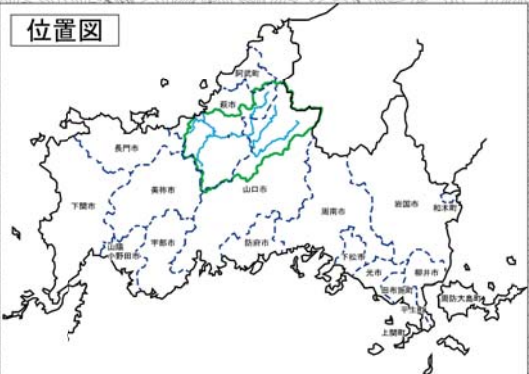 位置図
阿武町
萩市
長門市
美祢市
山口市
下関市
周南市
岩国市
和木町
山陽
小野田市
宇部市
防府市
下松市
光市
柳井市
田布施町
周防大島町
平生町
上関町